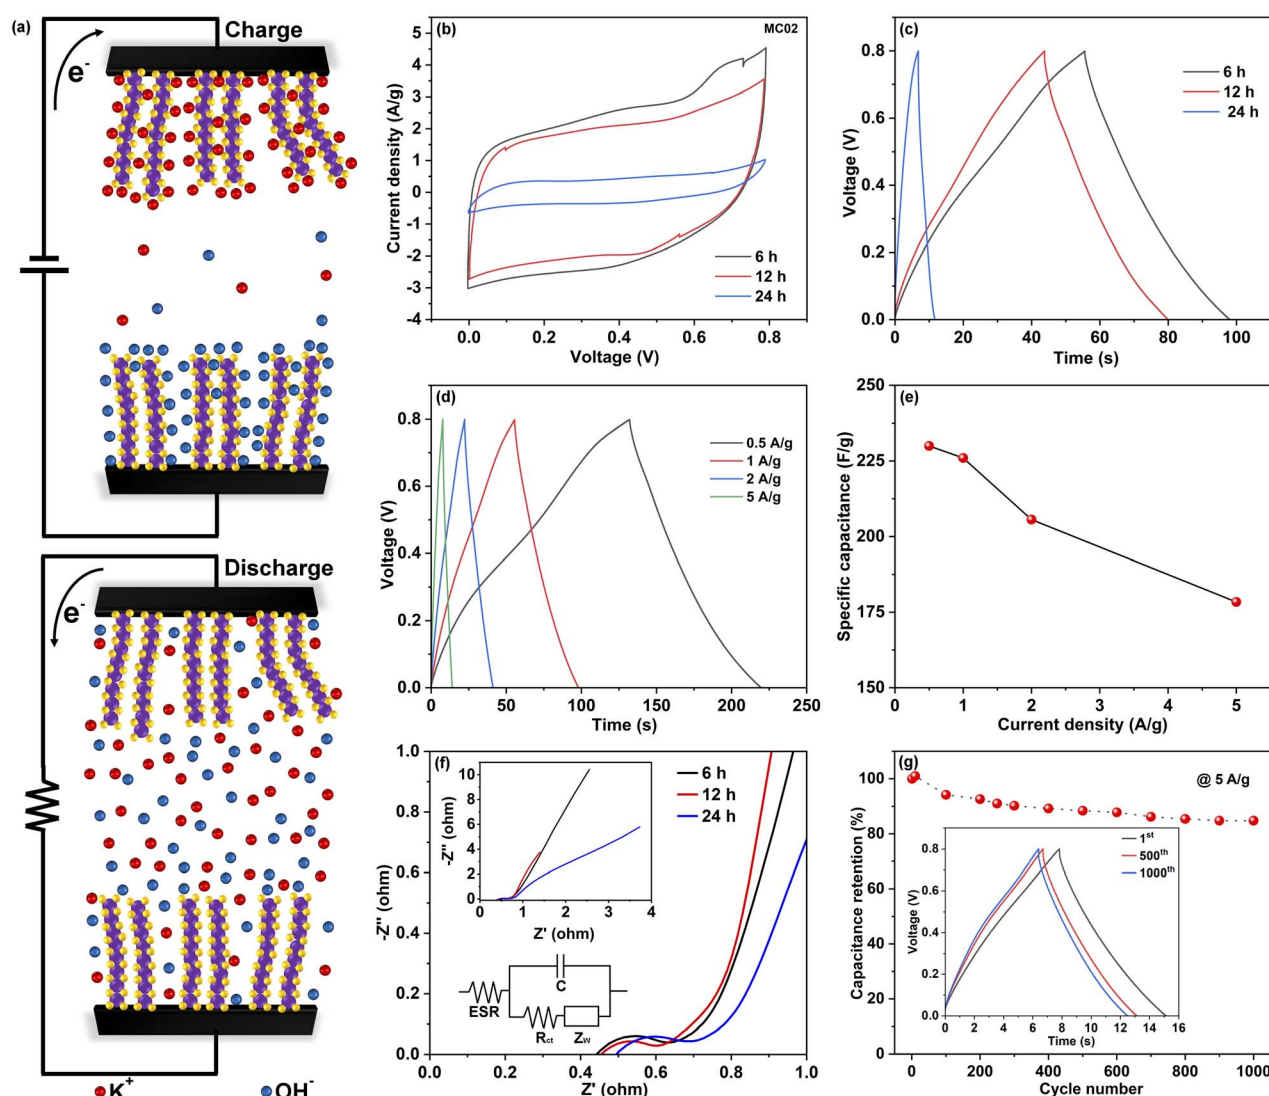 (a)
Charge
e⁻
Discharge
e⁻
K⁺
OH⁻
(b)
MC02
Current density (A/g)
5
4
3
2
1
0
-1
-2
-3
-4
6 h
12 h
24 h
0.0 0.2 0.4 0.6 0.8
Voltage (V)
(c)
Voltage (V)
0.8
0.6
0.4
0.2
0.0
6 h
12 h
24 h
0 20 40 60 80 100
Time (s)
(d)
Voltage (V)
1.0
0.8
0.6
0.4
0.2
0.0
0.5 A/g
1 A/g
2 A/g
5 A/g
0 50 100 150 200 250
Time (s)
(e)
Specific capacitance (F/g)
250
225
200
175
150
0 1 2 3 4 5
Current density (A/g)
(f)
-Z'' (ohm)
1.0
0.8
0.6
0.4
0.2
0.0
6 h
12 h
24 h
-Z'' (ohm)
10
8
6
4
2
0
0 1 2 3 4
Z' (ohm)
C
ESR
Rct
Zw
0.0 0.2 0.4 0.6 0.8 1.0
Z' (ohm)
(g)
@ 5 A/g
Capacitance retention (%)
100
80
60
40
20
0
1st
500th
1000th
Voltage (V)
1.0
0.8
0.6
0.4
0.2
0.0
0 2 4 6 8 10 12 14 16
Time (s)
0 200 400 600 800 1000
Cycle number